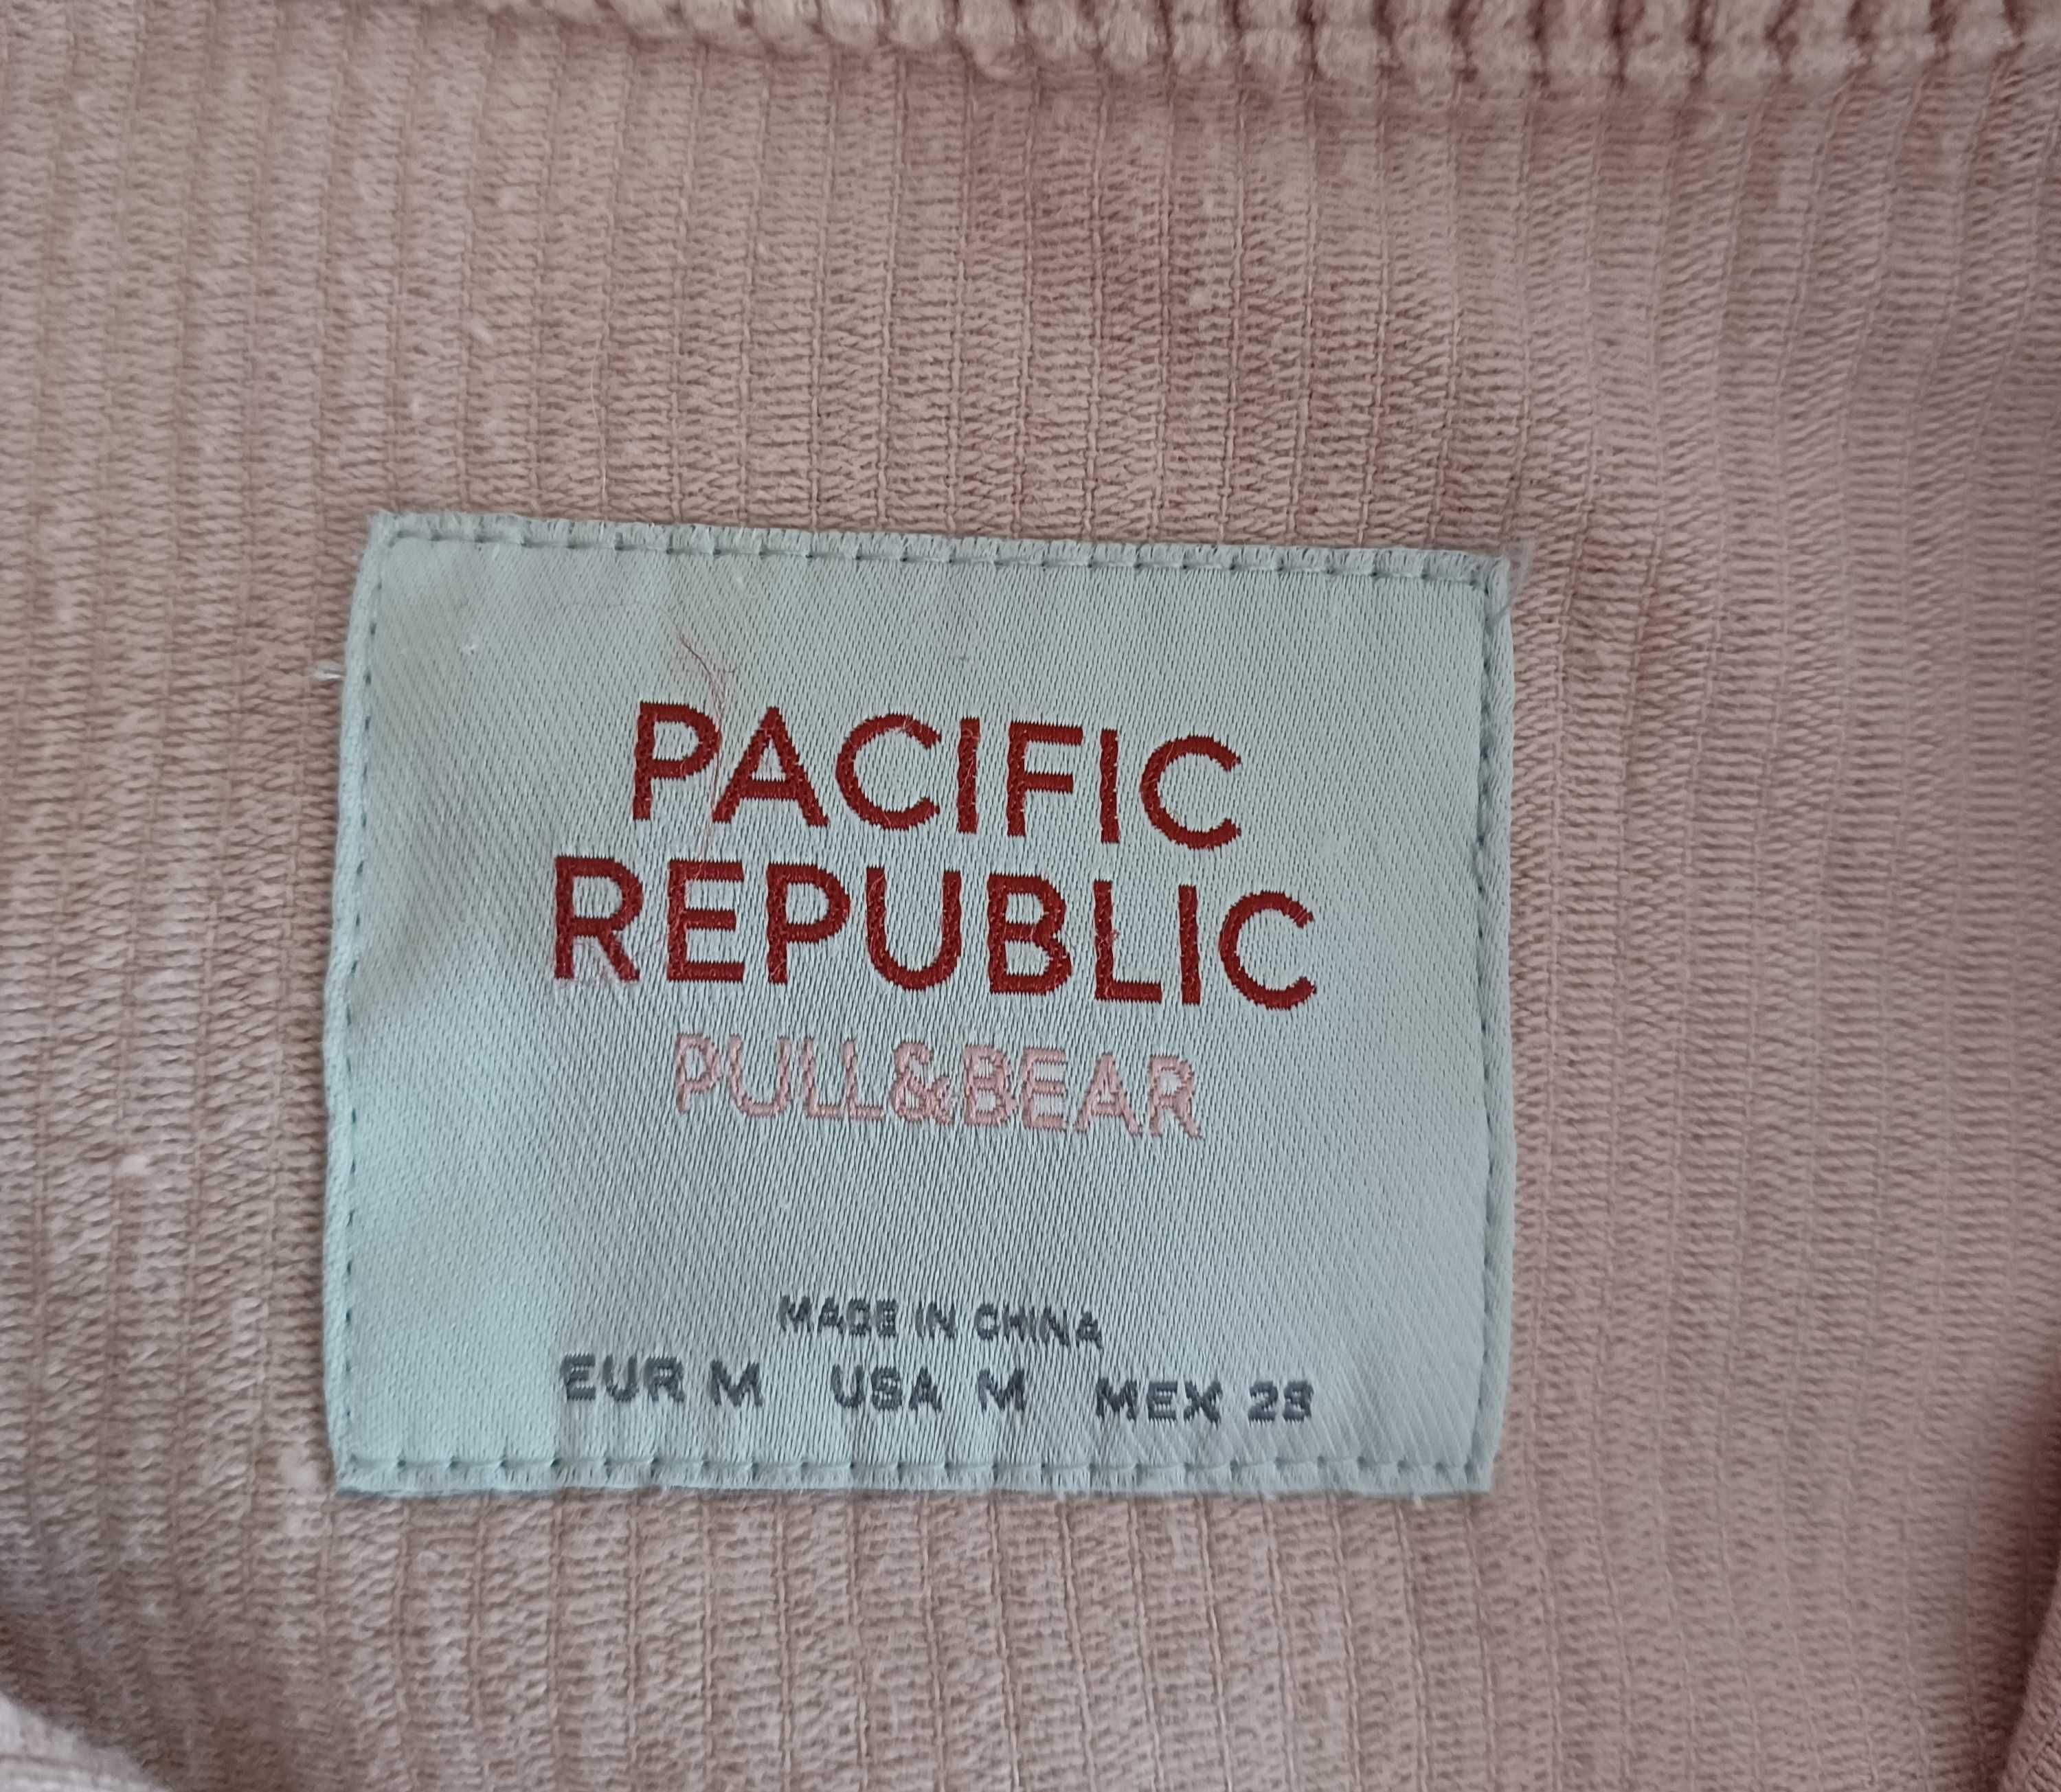 PACIFIC
REPUBLIC
PULL&BEAR
MADE IN CHINA
EUR M USA M MEX 28